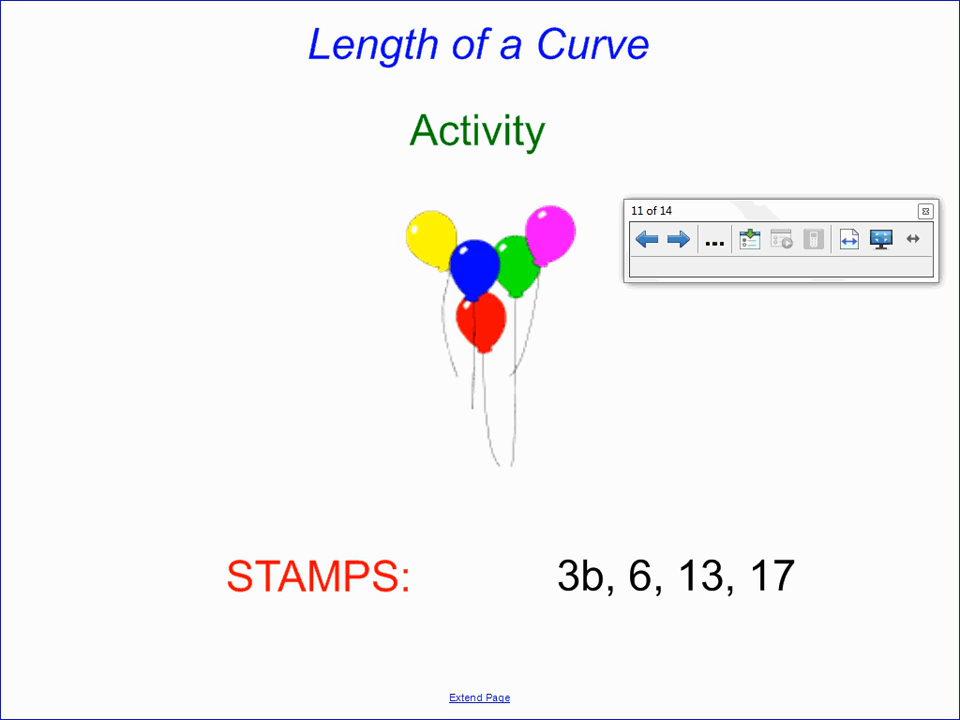 Length of a Curve
Activity
11 of 14
...
STAMPS: 3b, 6, 13, 17
Extend Page